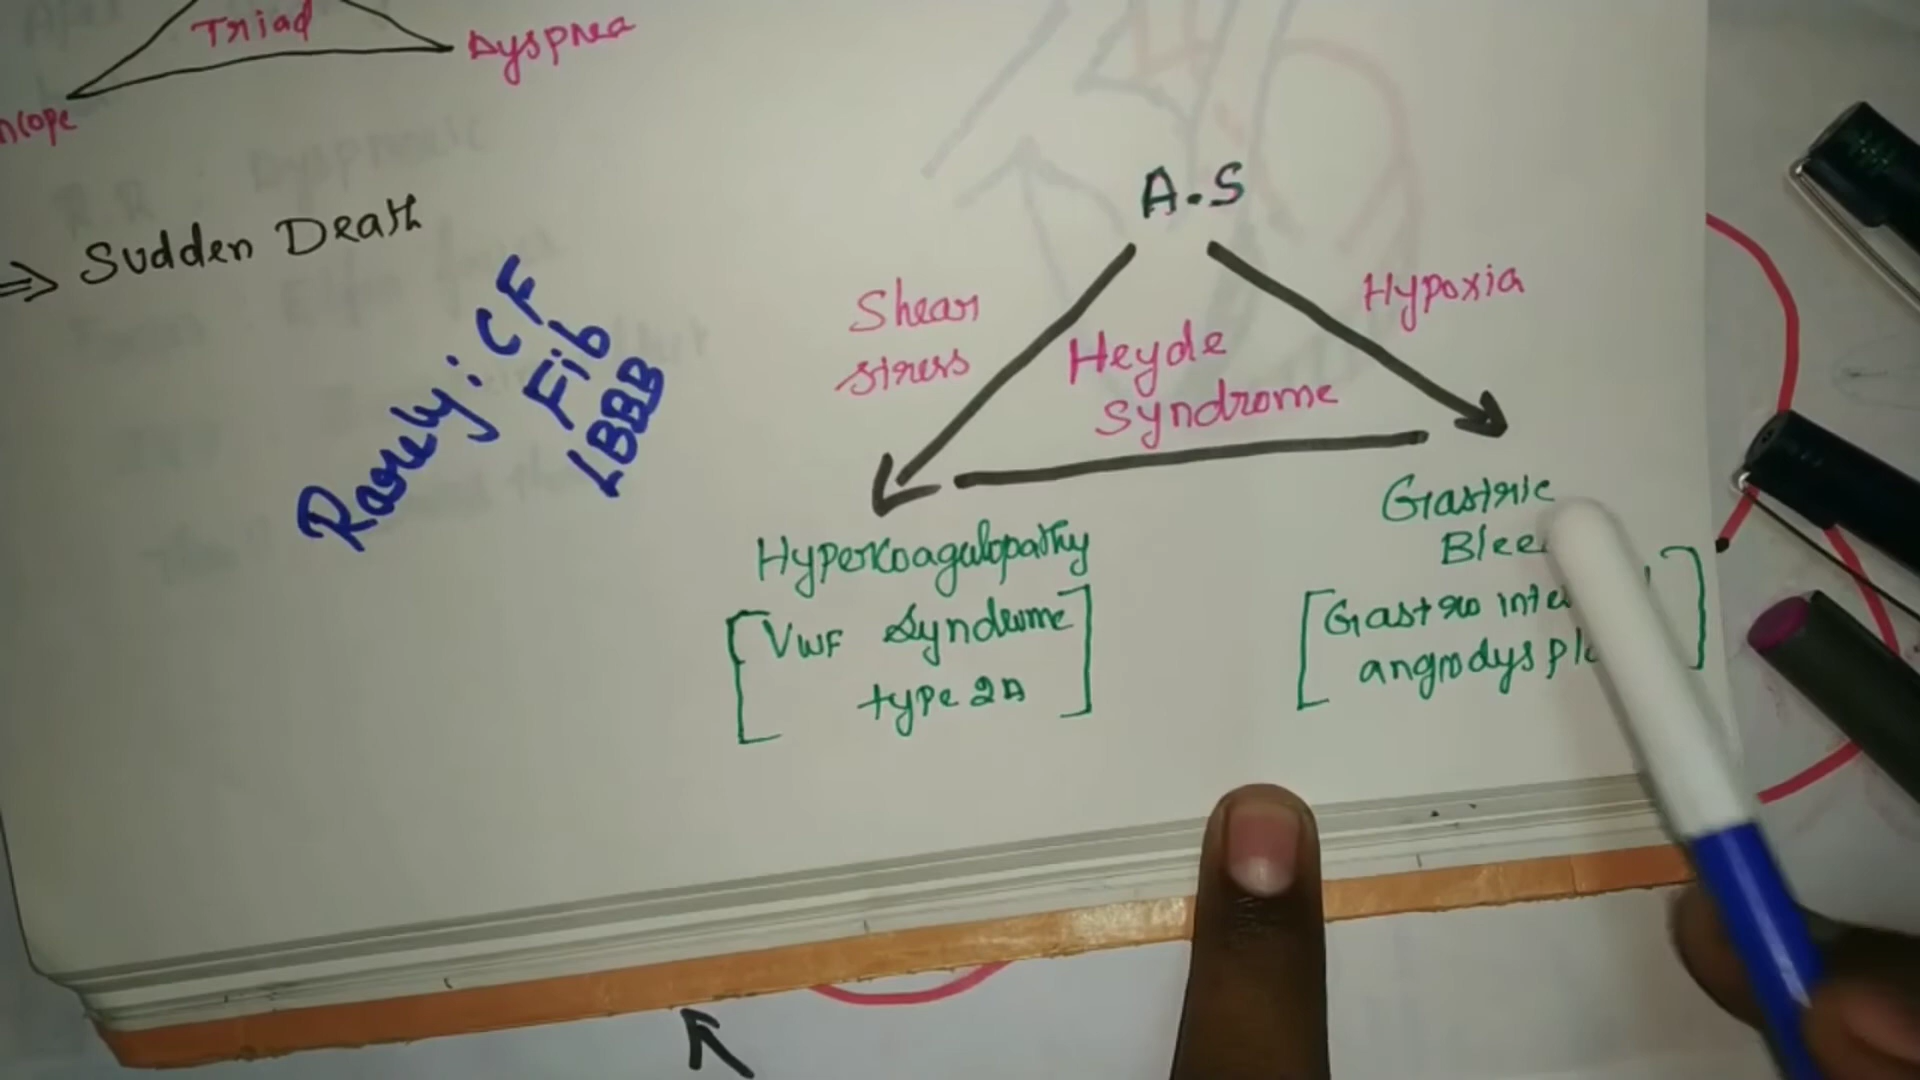 Triad
Dyspnea
ncope
⇒ Sudden Death
Rarely: CF
Fib
LBBB
A.S
Shear
stress
Hypoxia
Heyde
Syndrome
Hypercoagulopathy
[VWF Syndrome
type 2A]
Gastric
Blee
[Gastro inte
angiodyspl
]